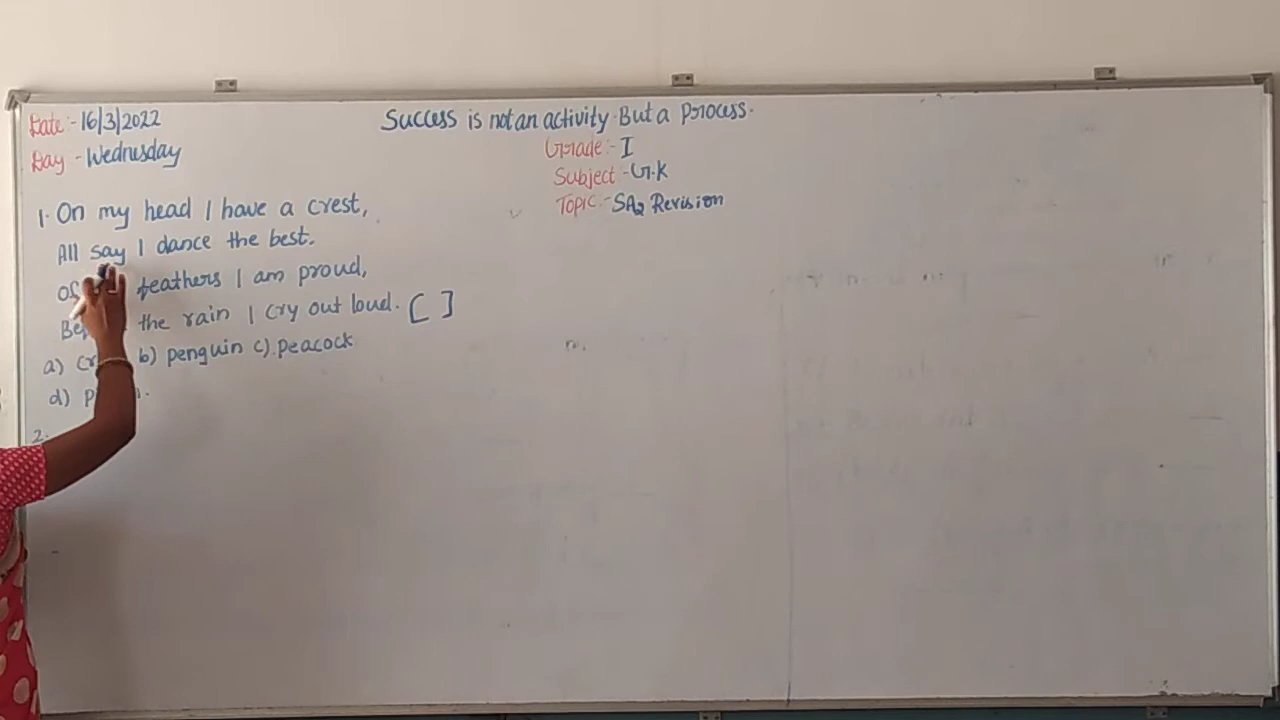 Date :- 16/3/2022
Day - Wednesday
Success is not an activity But a Process.
Grade :- I
Subject - G.K
Topic :- SA2 Revision
1. On my head I have a crest,
All say I dance the best.
Of feathers I am proud,
the rain I cry out loud. [ ]
a) b) penguin c) peacock
d)
2.